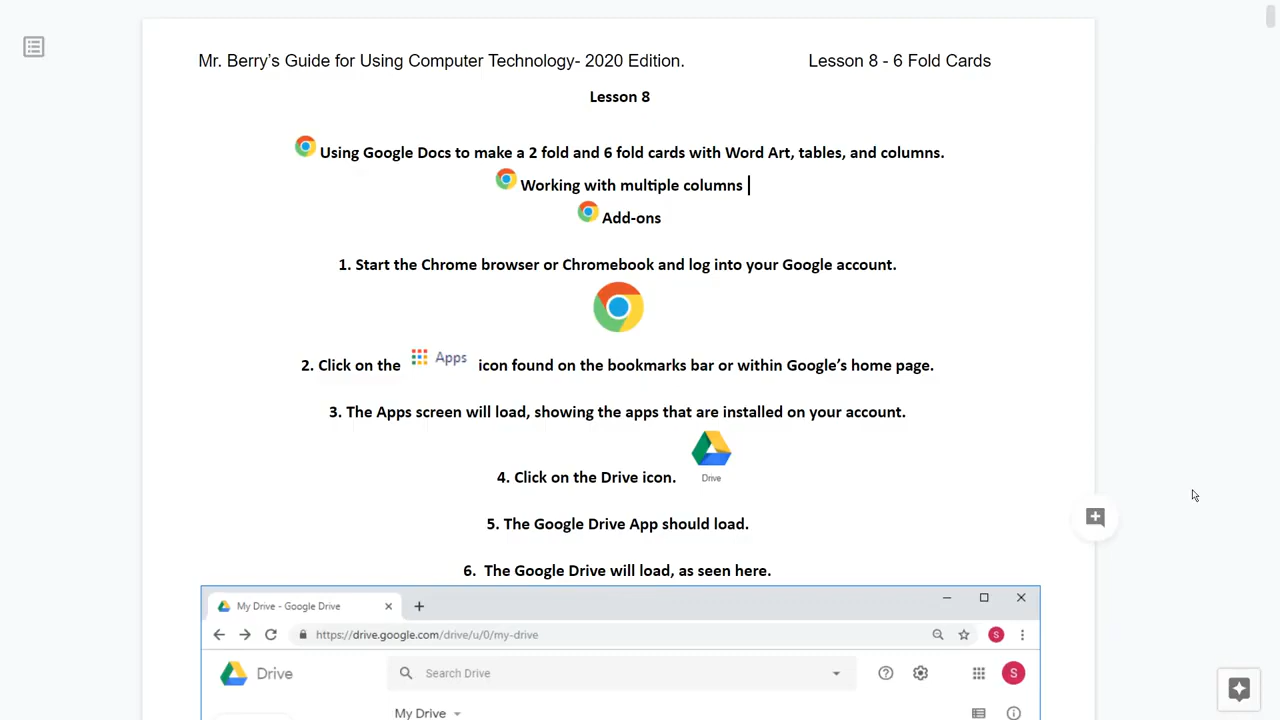 Mr. Berry's Guide for Using Computer Technology- 2020 Edition. Lesson 8 - 6 Fold Cards
Lesson 8
Using Google Docs to make a 2 fold and 6 fold cards with Word Art, tables, and columns.
Working with multiple columns
Add-ons
1. Start the Chrome browser or Chromebook and log into your Google account.
2. Click on the Apps icon found on the bookmarks bar or within Google's home page.
3. The Apps screen will load, showing the apps that are installed on your account.
4. Click on the Drive icon. Drive
5. The Google Drive App should load.
6. The Google Drive will load, as seen here.
My Drive - Google Drive
https://drive.google.com/drive/u/0/my-drive S
Drive Search Drive S
My Drive